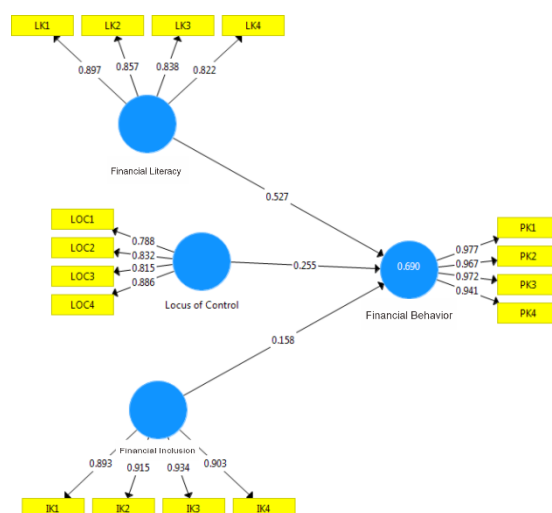 LK1
LK2
LK3
LK4
0.897
0.857
0.838
0.822
Financial Literacy
0.527
LOC1
LOC2
LOC3
LOC4
0.788
0.832
0.815
0.886
Locus of Control
0.255
0.690
Financial Behavior
PK1
PK2
PK3
PK4
0.977
0.967
0.972
0.941
0.158
Financial Inclusion
0.893
0.915
0.934
0.903
IK1
IK2
IK3
IK4